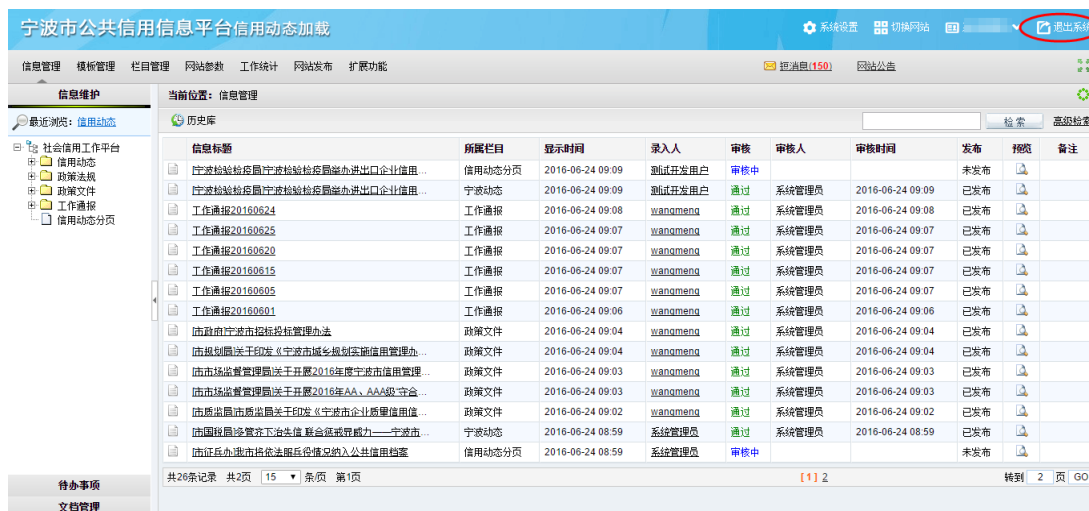 宁波市公共信用信息平台信用动态加载 系统设置 切换网站 退出系统
信息管理 模板管理 栏目管理 网站参数 工作统计 网站发布 扩展功能 短消息(150) 网站公告
信息维护 当前位置：信息管理
最近浏览：信用动态 历史库 检索 高级检索
社会信用工作平台
信用动态
政策法规
政策文件
工作通报
信用动态分页
信息标题 所属栏目 显示时间 录入人 审核 审核人 审核时间 发布 预览 备注
[宁波检验检疫局]宁波检验检疫局举办进出口企业信用... 信用动态分页 2016-06-24 09:09 测试开发用户 审核中 未发布
[宁波检验检疫局]宁波检验检疫局举办进出口企业信用... 宁波动态 2016-06-24 09:09 测试开发用户 通过 系统管理员 2016-06-24 09:09 已发布
工作通报20160624 工作通报 2016-06-24 09:08 wangmeng 通过 系统管理员 2016-06-24 09:08 已发布
工作通报20160625 工作通报 2016-06-24 09:07 wangmeng 通过 系统管理员 2016-06-24 09:07 已发布
工作通报20160620 工作通报 2016-06-24 09:07 wangmeng 通过 系统管理员 2016-06-24 09:07 已发布
工作通报20160615 工作通报 2016-06-24 09:07 wangmeng 通过 系统管理员 2016-06-24 09:07 已发布
工作通报20160605 工作通报 2016-06-24 09:07 wangmeng 通过 系统管理员 2016-06-24 09:07 已发布
工作通报20160601 工作通报 2016-06-24 09:06 wangmeng 通过 系统管理员 2016-06-24 09:06 已发布
[市政府]宁波市招标投标管理办法 政策文件 2016-06-24 09:04 wangmeng 通过 系统管理员 2016-06-24 09:04 已发布
[市规划局]关于印发《宁波市城乡规划实施信用管理办... 政策文件 2016-06-24 09:04 wangmeng 通过 系统管理员 2016-06-24 09:04 已发布
[市市场监督管理局]关于开展2016年度宁波市信用管理... 政策文件 2016-06-24 09:03 wangmeng 通过 系统管理员 2016-06-24 09:03 已发布
[市市场监督管理局]关于开展2016年AA、AAA级“守合... 政策文件 2016-06-24 09:03 wangmeng 通过 系统管理员 2016-06-24 09:03 已发布
[市质监局]市质监局关于印发《宁波市企业质量信用信... 政策文件 2016-06-24 09:02 wangmeng 通过 系统管理员 2016-06-24 09:02 已发布
[市国税局]多管齐下治失信 联合惩戒显威力——宁波市... 宁波动态 2016-06-24 08:59 系统管理员 通过 系统管理员 2016-06-24 08:59 已发布
[市征兵办]我市将依法服兵役情况纳入公共信用档案 信用动态分页 2016-06-24 08:59 系统管理员 审核中 未发布
共26条记录 共2页 15 条/页 第1页 [1] 2 转到 2 页 GO
待办事项
文档管理